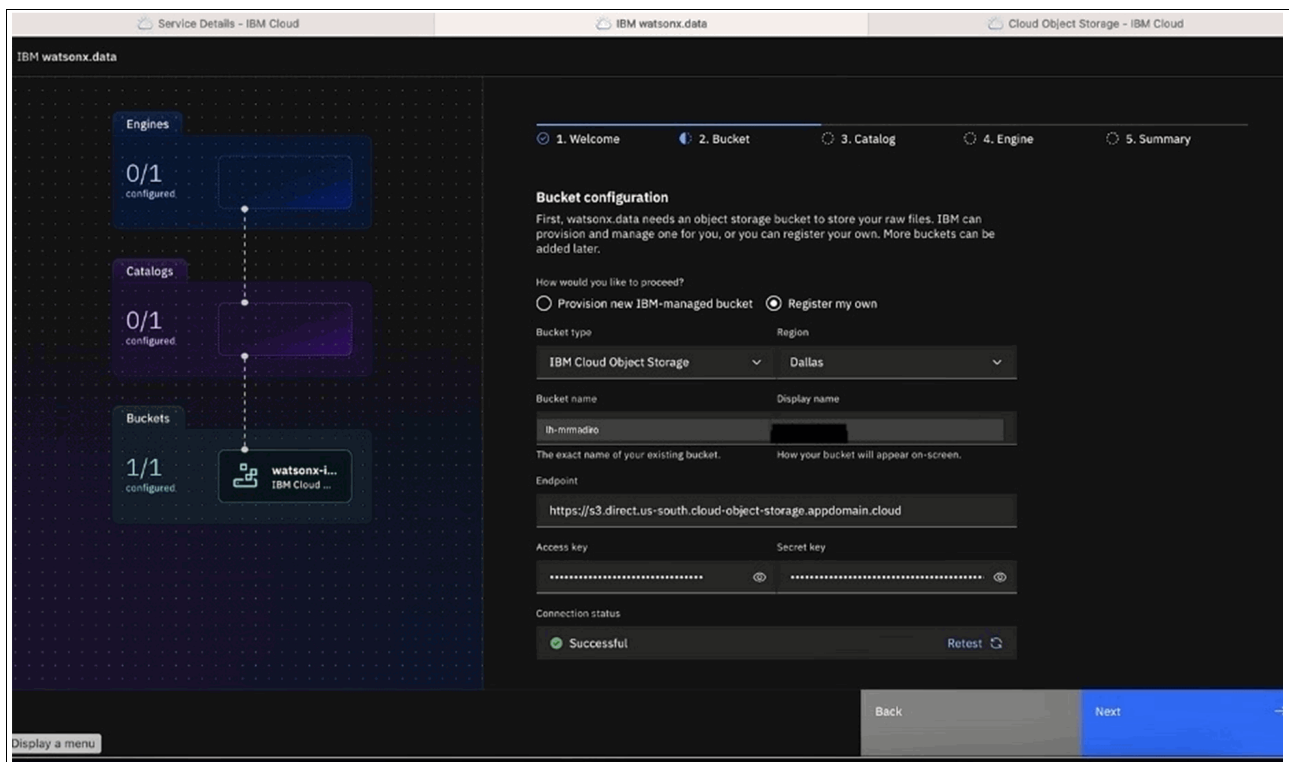 Service Details - IBM Cloud
IBM watsonx.data
Cloud Object Storage - IBM Cloud
IBM watsonx.data
Engines
0/1
configured
Catalogs
0/1
configured
Buckets
1/1
configured
watsonx-i...
IBM Cloud ...
1. Welcome
2. Bucket
3. Catalog
4. Engine
5. Summary
Bucket configuration
First, watsonx.data needs an object storage bucket to store your raw files. IBM can
provision and manage one for you, or you can register your own. More buckets can be
added later.
How would you like to proceed?
Provision new IBM-managed bucket
Register my own
Bucket type
Region
IBM Cloud Object Storage
Dallas
Bucket name
Display name
lh-mmadiro
The exact name of your existing bucket.
How your bucket will appear on-screen.
Endpoint
https://s3.direct.us-south.cloud-object-storage.appdomain.cloud
Access key
Secret key
Connection status
Successful
Retest
Back
Next
Display a menu